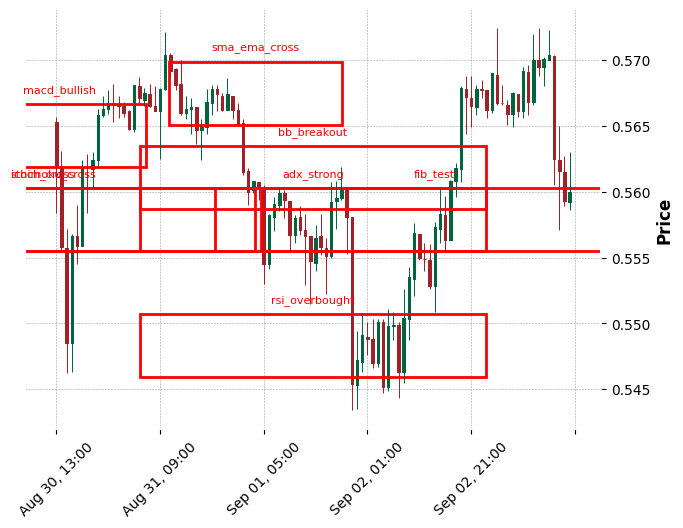 sma_ema_cross
0.570
macd_bullish
0.565
bb_breakout
adx_strong
fib_test
0.560
Price
0.555
rsi_overbought
0.550
0.545
Aug 30, 13:00
Aug 31, 09:00
Sep 01, 05:00
Sep 02, 01:00
Sep 02, 21:00